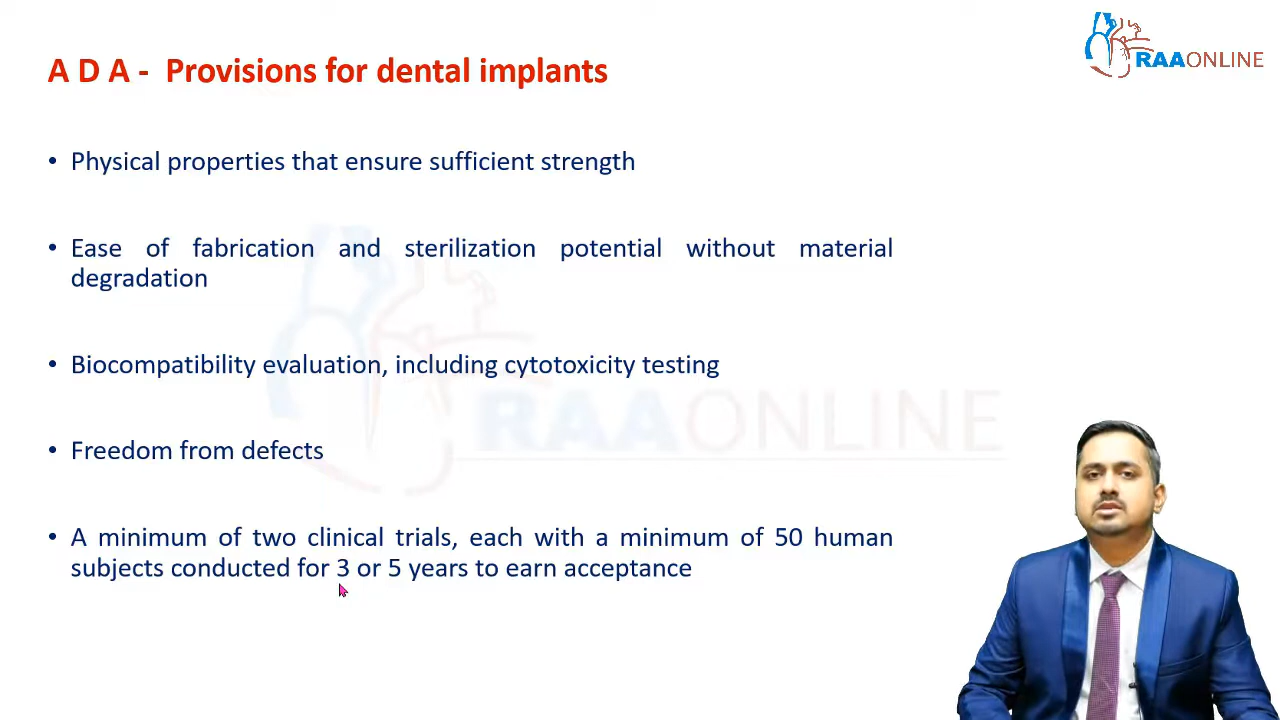 A D A - Provisions for dental implants
RAAONLINE
• Physical properties that ensure sufficient strength
• Ease of fabrication and sterilization potential without material
degradation
• Biocompatibility evaluation, including cytotoxicity testing
RAAONLINE
• Freedom from defects
• A minimum of two clinical trials, each with a minimum of 50 human
subjects conducted for 3 or 5 years to earn acceptance